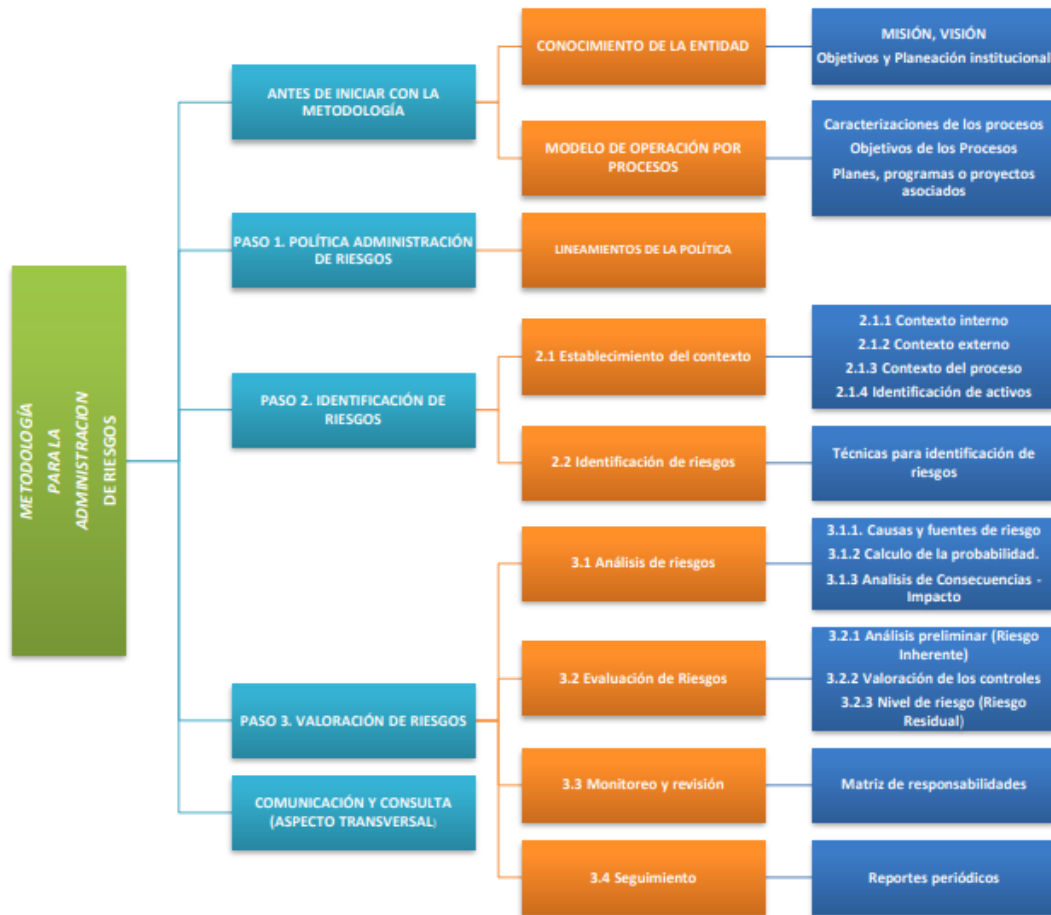 METODOLOGÍA
PARA LA
ADMINISTRACION
DE RIESGOS
ANTES DE INICIAR CON LA
METODOLOGÍA
CONOCIMIENTO DE LA ENTIDAD
MISIÓN, VISIÓN
Objetivos y Planeación institucional
MODELO DE OPERACIÓN POR
PROCESOS
Caracterizaciones de los procesos
Objetivos de los Procesos
Planes, programas o proyectos
asociados
PASO 1. POLÍTICA ADMINISTRACIÓN
DE RIESGOS
LINEAMIENTOS DE LA POLÍTICA
PASO 2. IDENTIFICACIÓN DE
RIESGOS
2.1 Establecimiento del contexto
2.1.1 Contexto interno
2.1.2 Contexto externo
2.1.3 Contexto del proceso
2.1.4 Identificación de activos
2.2 Identificación de riesgos
Técnicas para identificación de
riesgos
PASO 3. VALORACIÓN DE RIESGOS
3.1 Análisis de riesgos
3.1.1. Causas y fuentes de riesgo
3.1.2 Calculo de la probabilidad.
3.1.3 Analisis de Consecuencias -
Impacto
3.2 Evaluación de Riesgos
3.2.1 Análisis preliminar (Riesgo
Inherente)
3.2.2 Valoración de los controles
3.2.3 Nivel de riesgo (Riesgo
Residual)
3.3 Monitoreo y revisión
Matriz de responsabilidades
3.4 Seguimiento
Reportes periódicos
COMUNICACIÓN Y CONSULTA
(ASPECTO TRANSVERSAL)